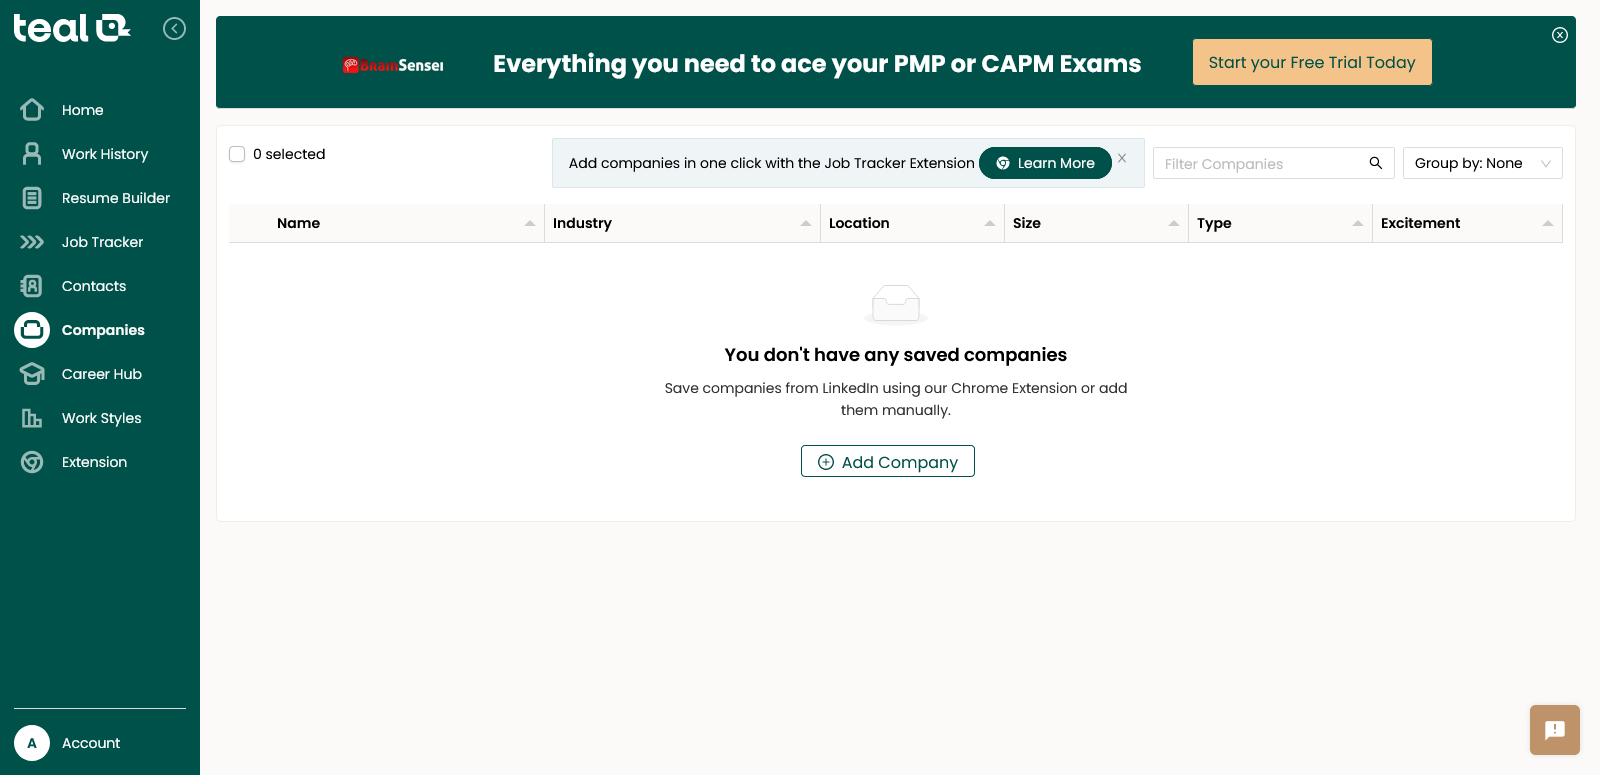 teal
Home
Work History
Resume Builder
Job Tracker
Contacts
Companies
Career Hub
Work Styles
Extension
A
Account
BrainSensei
Everything you need to ace your PMP or CAPM Exams
Start your Free Trial Today
0 selected
Add companies in one click with the Job Tracker Extension
Learn More
Filter Companies
Group by: None
Name
Industry
Location
Size
Type
Excitement
You don't have any saved companies
Save companies from LinkedIn using our Chrome Extension or add
them manually.
Add Company